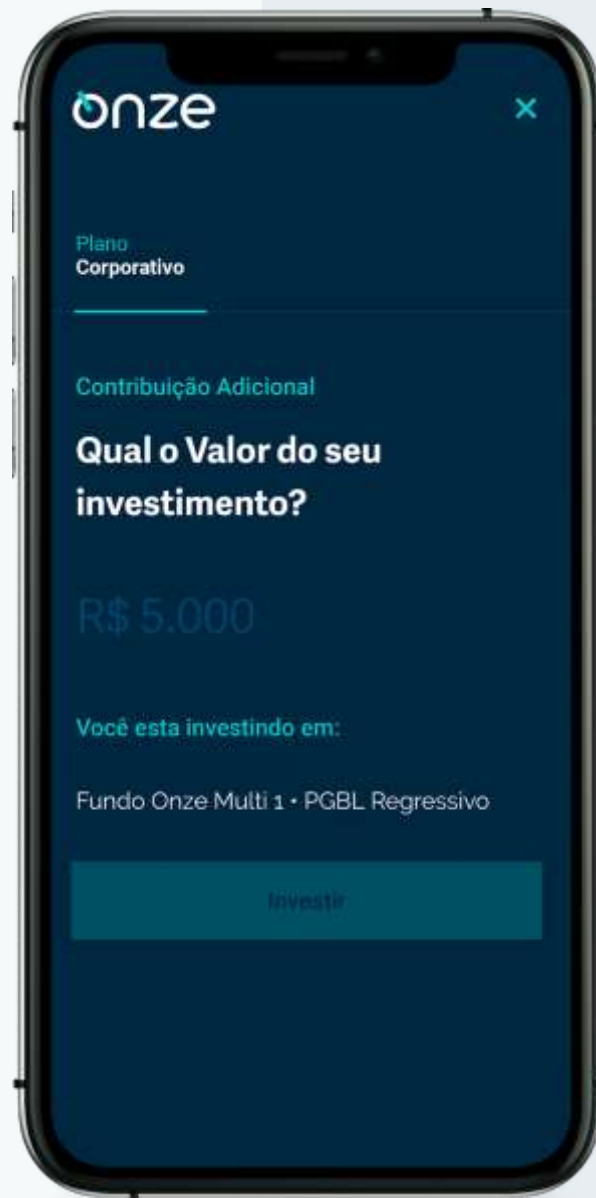 onze
Plano
Corporativo
Contribuição Adicional
Qual o Valor do seu
investimento?
R$ 5.000
Você esta investindo em:
Fundo Onze Multi 1 • PGBL Regressivo
Investir